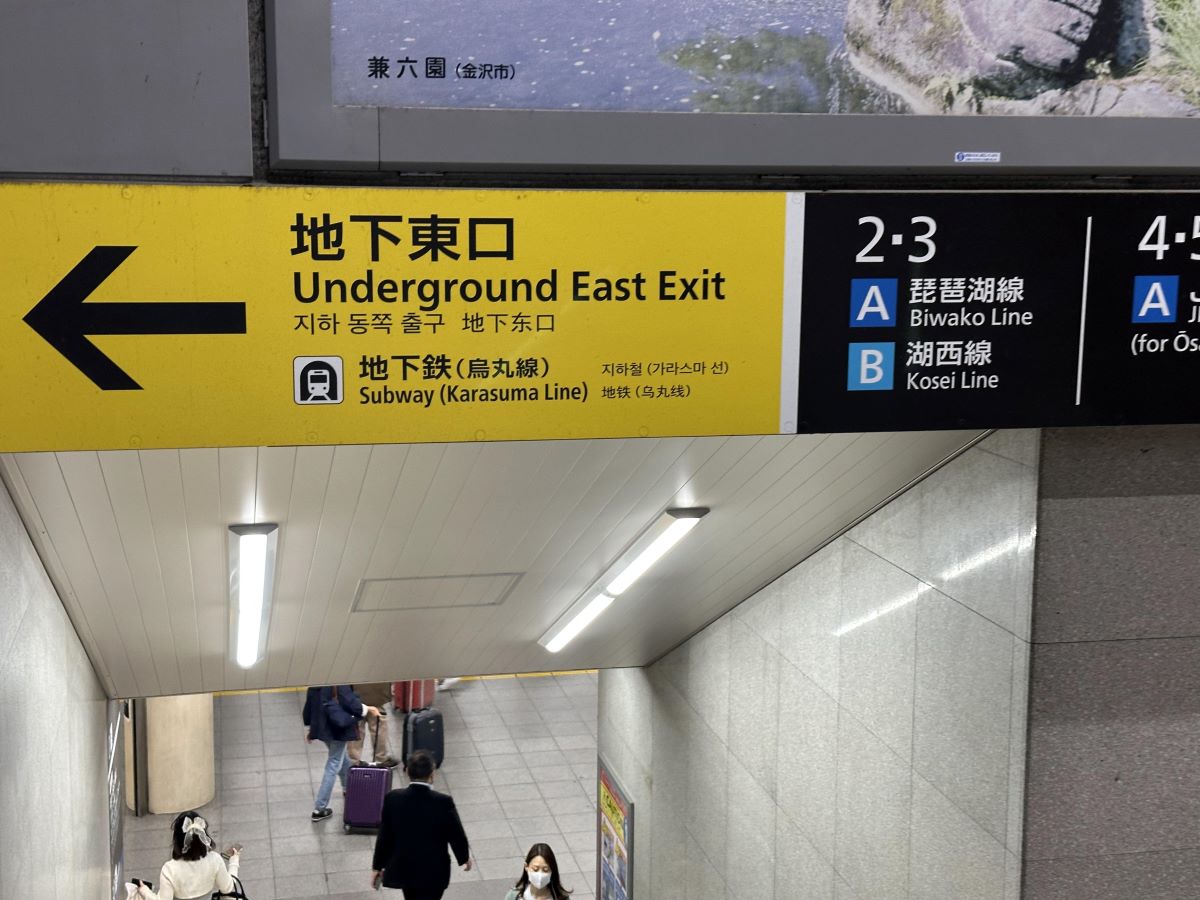 兼六園(金沢市)
地下東口
Underground East Exit
지하 동쪽 출구 地下东口
地下鉄(烏丸線)
Subway (Karasuma Line)
지하철 (가라스마 선)
地铁 (乌丸线)
2・3
A 琵琶湖線
Biwako Line
B 湖西線
Kosei Line
4・5
A
(for Ōsa